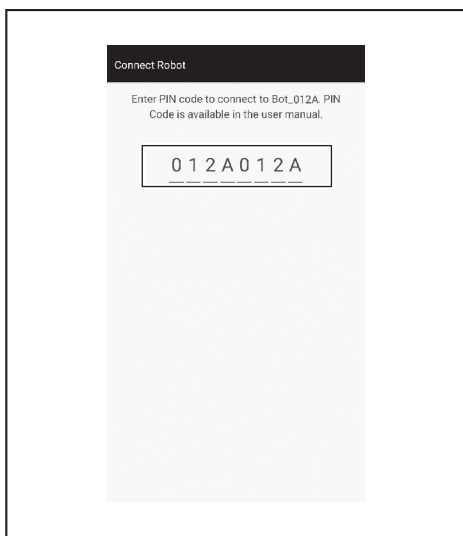 Connect Robot
Enter PIN code to connect to Bot_012A. PIN
Code is available in the user manual.
012A012A